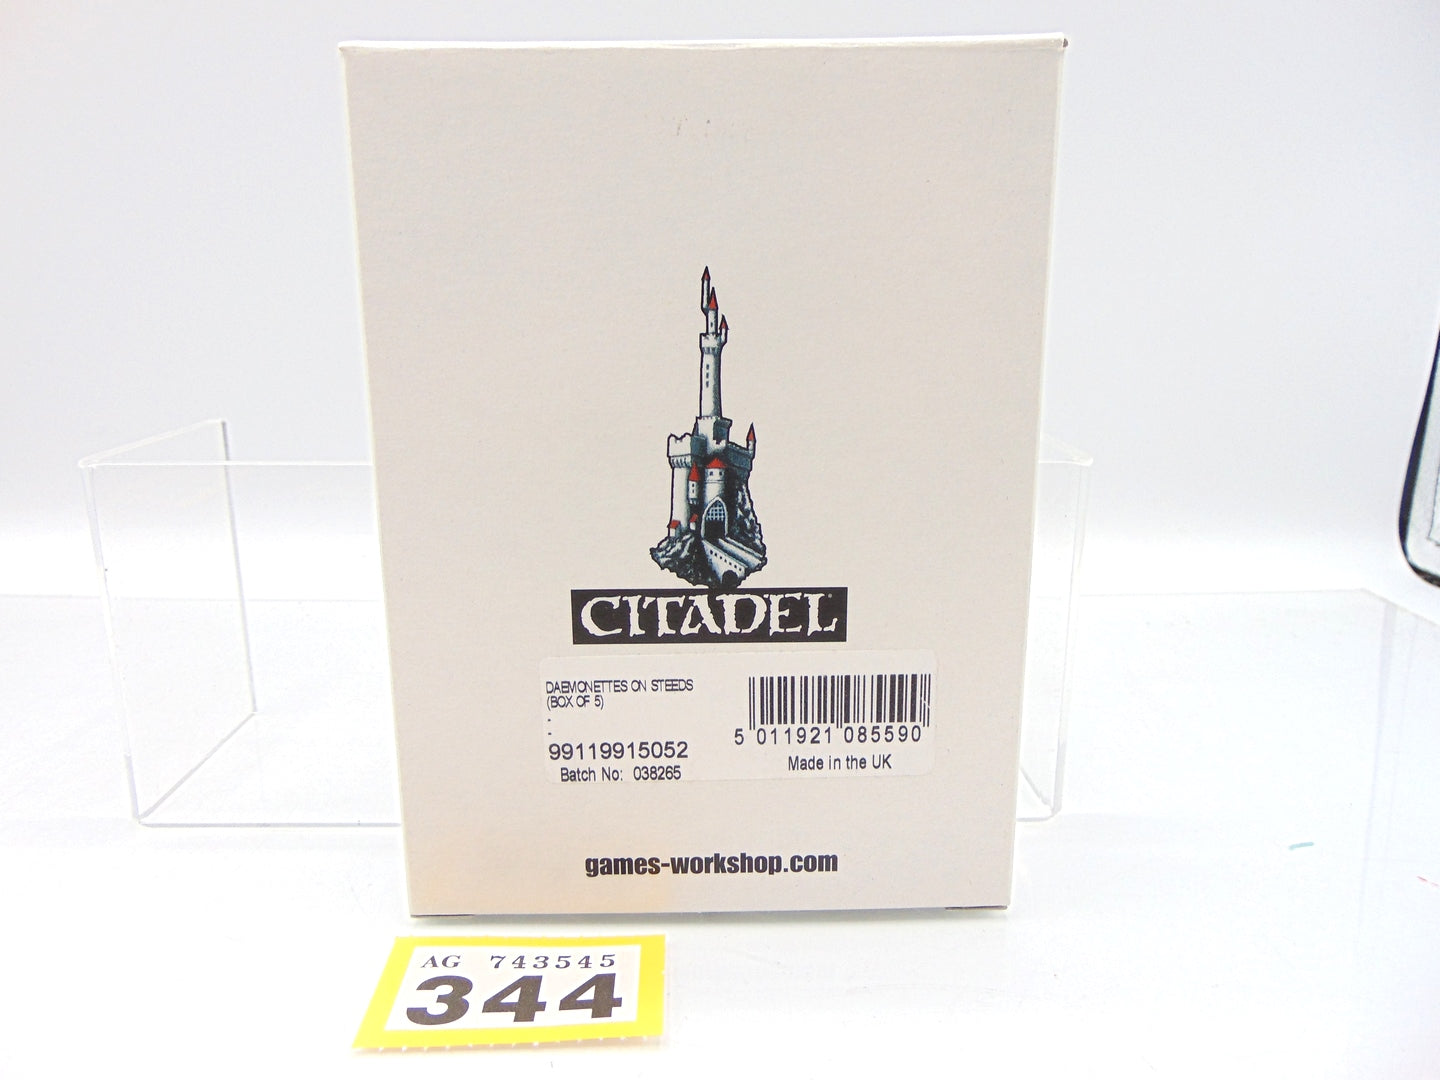 CITADEL
DAEMONETTES ON STEEDS
(BOX OF 5)
-
-
99119915052
Batch No: 038265
5 011921 085590
Made in the UK
games-workshop.com
AG 743545
344